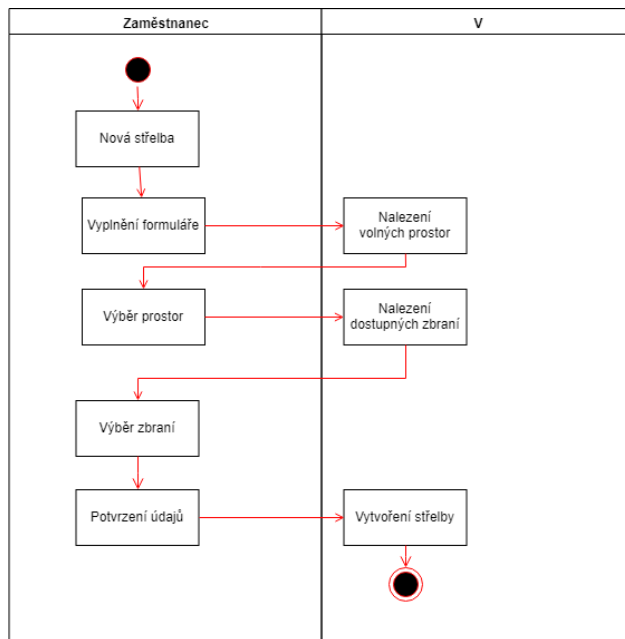 Zaměstnanec
V
Nová střelba
Vyplnění formuláře
Nalezení
volných prostor
Výběr prostor
Nalezení
dostupných zbraní
Výběr zbraní
Potvrzení údajů
Vytvoření střelby